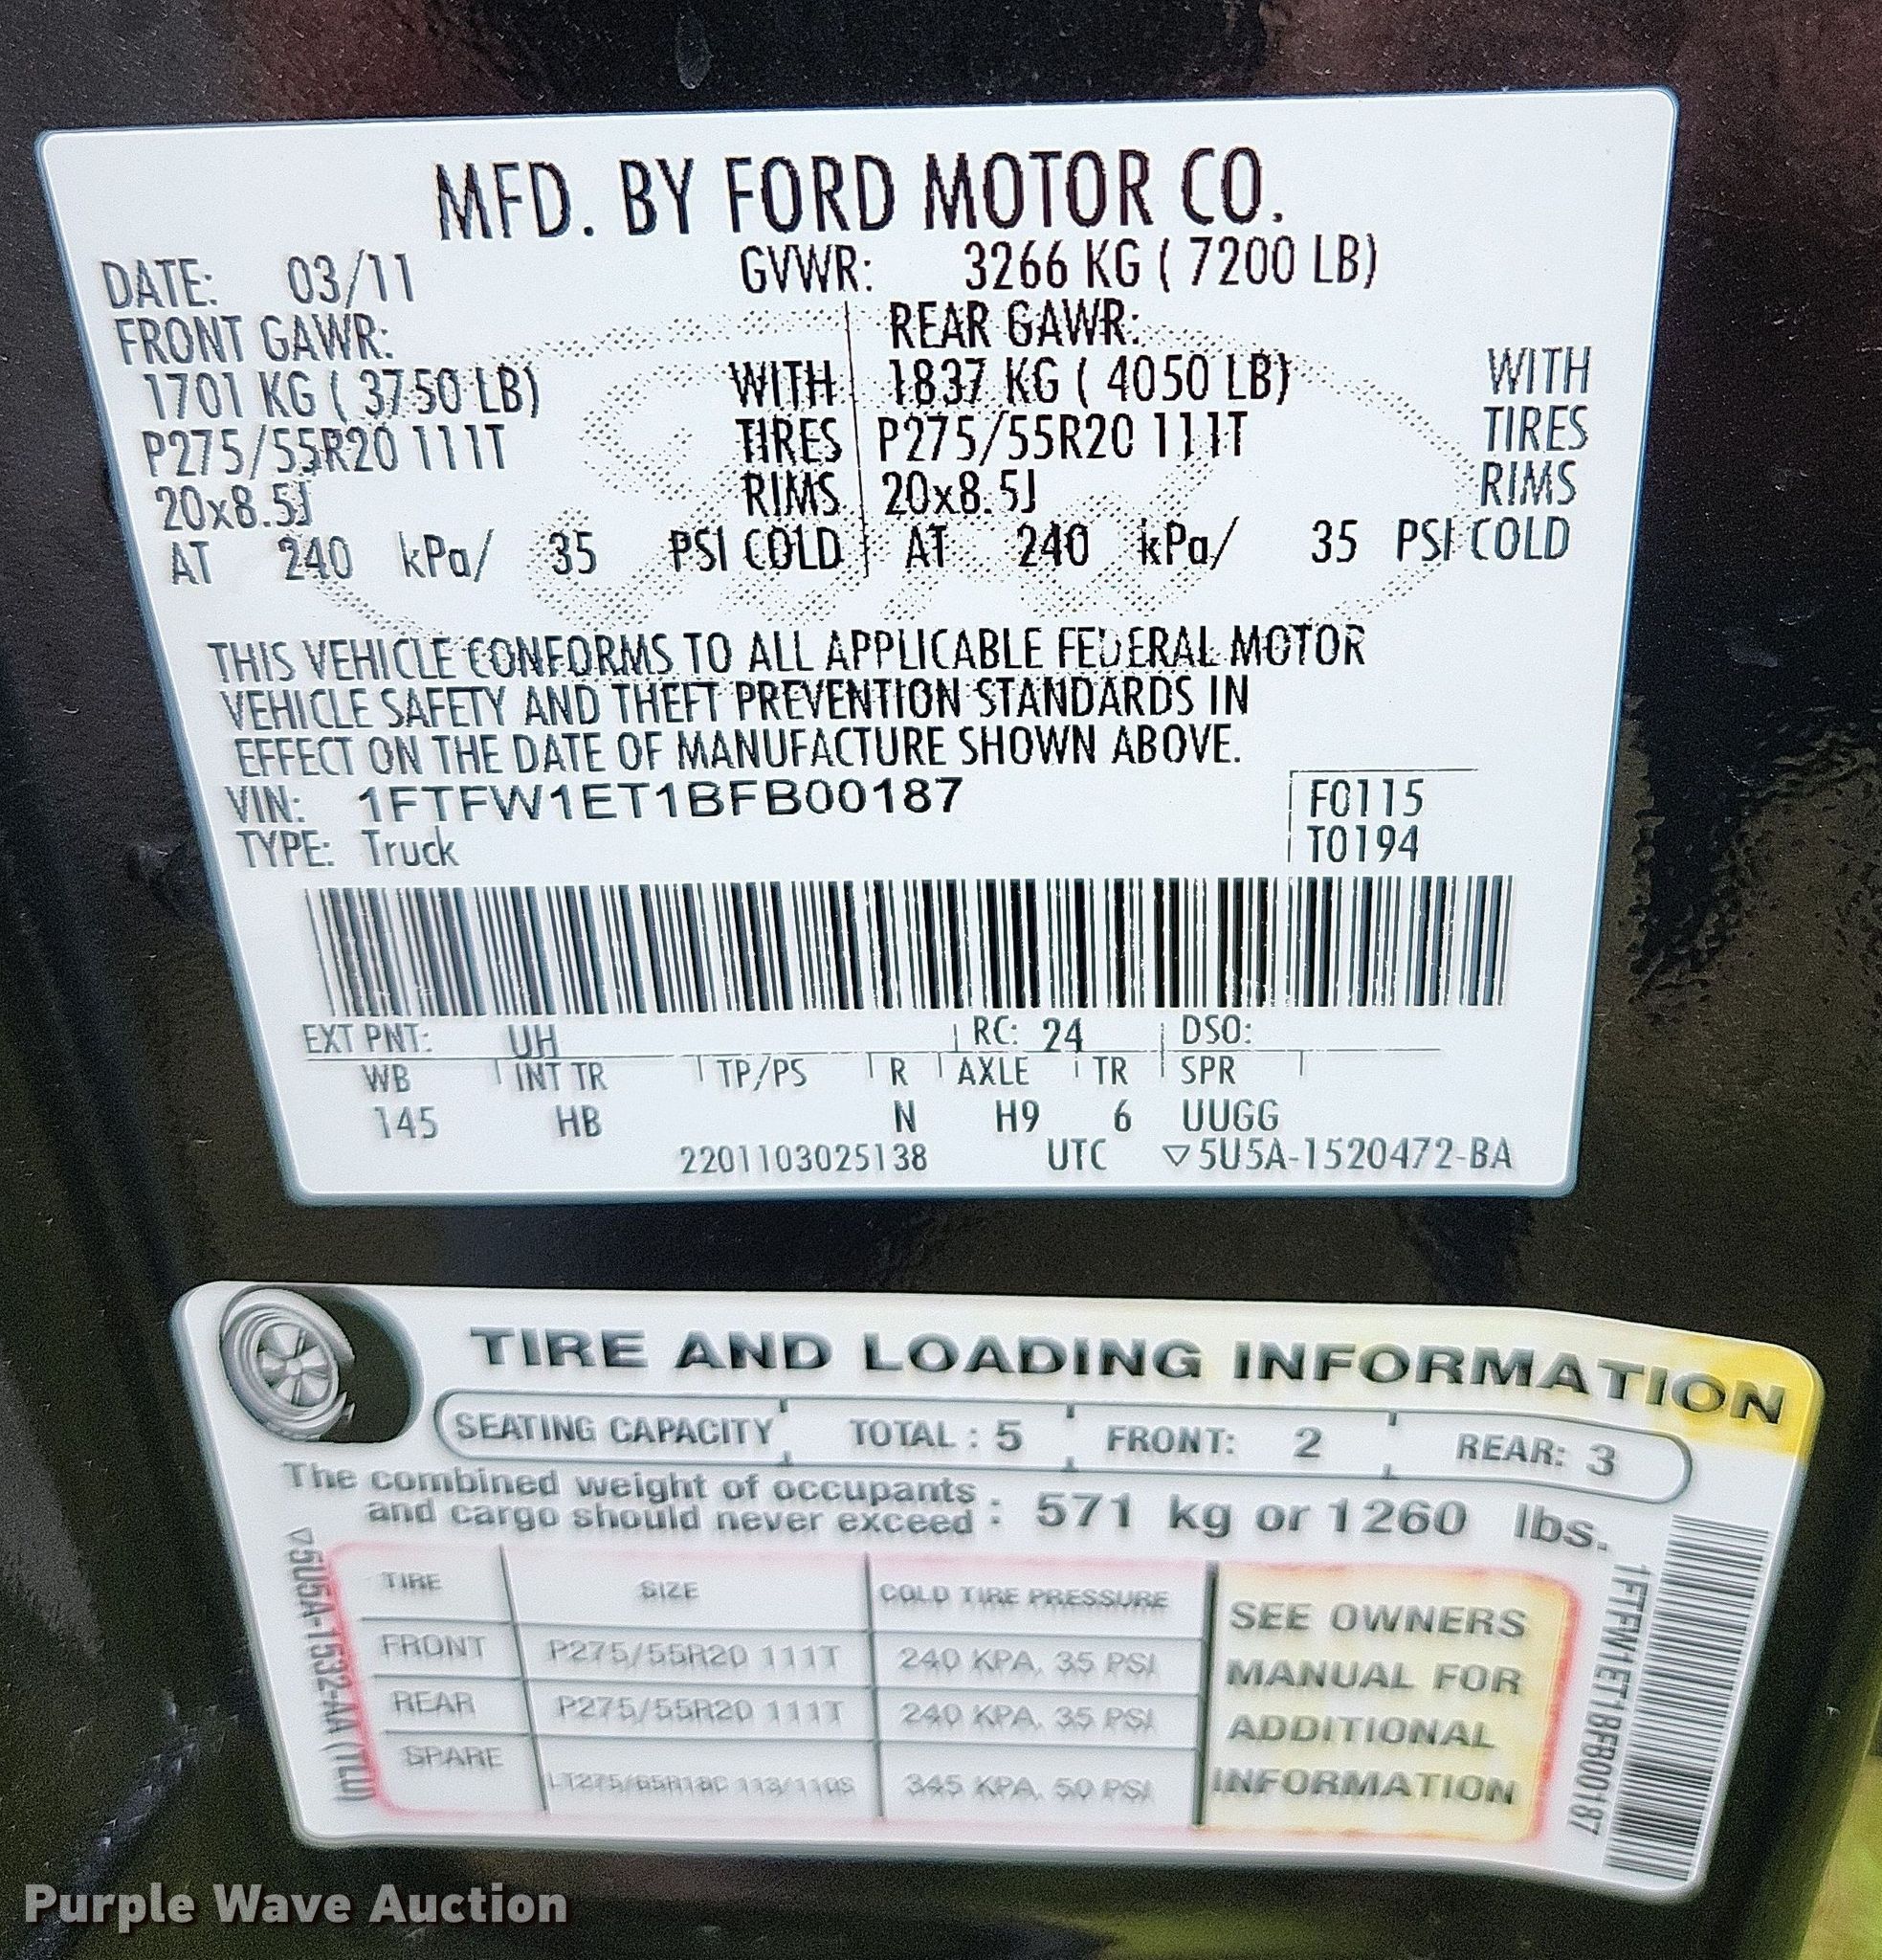 MFD. BY FORD MOTOR CO.
DATE: 03/11 GVWR: 3266 KG ( 7200 LB)
FRONT GAWR: REAR GAWR:
1701 KG ( 3750 LB) WITH 1837 KG ( 4050 LB) WITH
P275/55R20 111T TIRES P275/55R20 111T TIRES
20x8.5J RIMS 20x8.5J RIMS
AT 240 kPa/ 35 PSI COLD AT 240 kPa/ 35 PSI COLD
THIS VEHICLE CONFORMS TO ALL APPLICABLE FEDERAL MOTOR
VEHICLE SAFETY AND THEFT PREVENTION STANDARDS IN
EFFECT ON THE DATE OF MANUFACTURE SHOWN ABOVE.
VIN: 1FTFW1ET1BFB00187 F0115
TYPE: Truck T0194
EXT PNT: UH RC: 24 DSO:
WB INT TR TP/PS R AXLE TR SPR
145 HB N H9 6 UUGG
2201103025138 UTC ▽5U5A-1520472-BA
TIRE AND LOADING INFORMATION
SEATING CAPACITY TOTAL : 5 FRONT: 2 REAR: 3
The combined weight of occupants
and cargo should never exceed : 571 kg or 1260 lbs.
TIRE SIZE COLD TIRE PRESSURE
FRONT P275/55R20 111T 240 KPA, 35 PSI
REAR P275/55R20 111T 240 KPA, 35 PSI
SPARE LT275/65R18C 113/110S 345 KPA, 50 PSI
SEE OWNERS
MANUAL FOR
ADDITIONAL
INFORMATION
▽5U5A-1532-AA (TLU)
1FTFW1ET1BFB00187
Purple Wave Auction